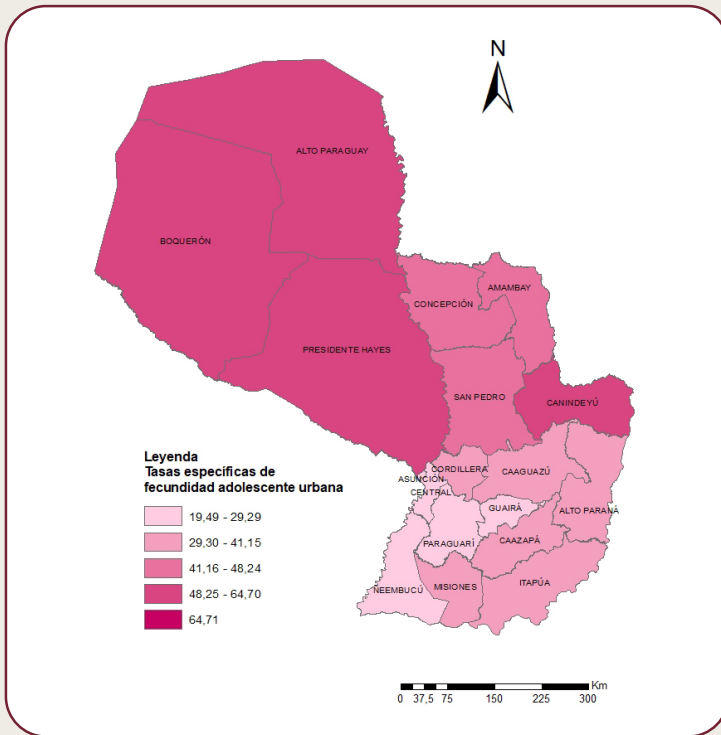 N
ALTO PARAGUAY
BOQUERÓN
AMAMBAY
CONCEPCIÓN
PRESIDENTE HAYES
SAN PEDRO
CANINDEYÚ
Leyenda
Tasas específicas de
fecundidad adolescente urbana
19,49 - 29,29
29,30 - 41,15
41,16 - 48,24
48,25 - 64,70
64,71
CORDILLERA
CAAGUAZÚ
ASUNCIÓN
CENTRAL
GUAIRÁ
ALTO PARANÁ
PARAGUARÍ
CAAZAPÁ
ÑEEMBUCÚ
MISIONES
ITAPÚA
Km
0 37,5 75 150 225 300